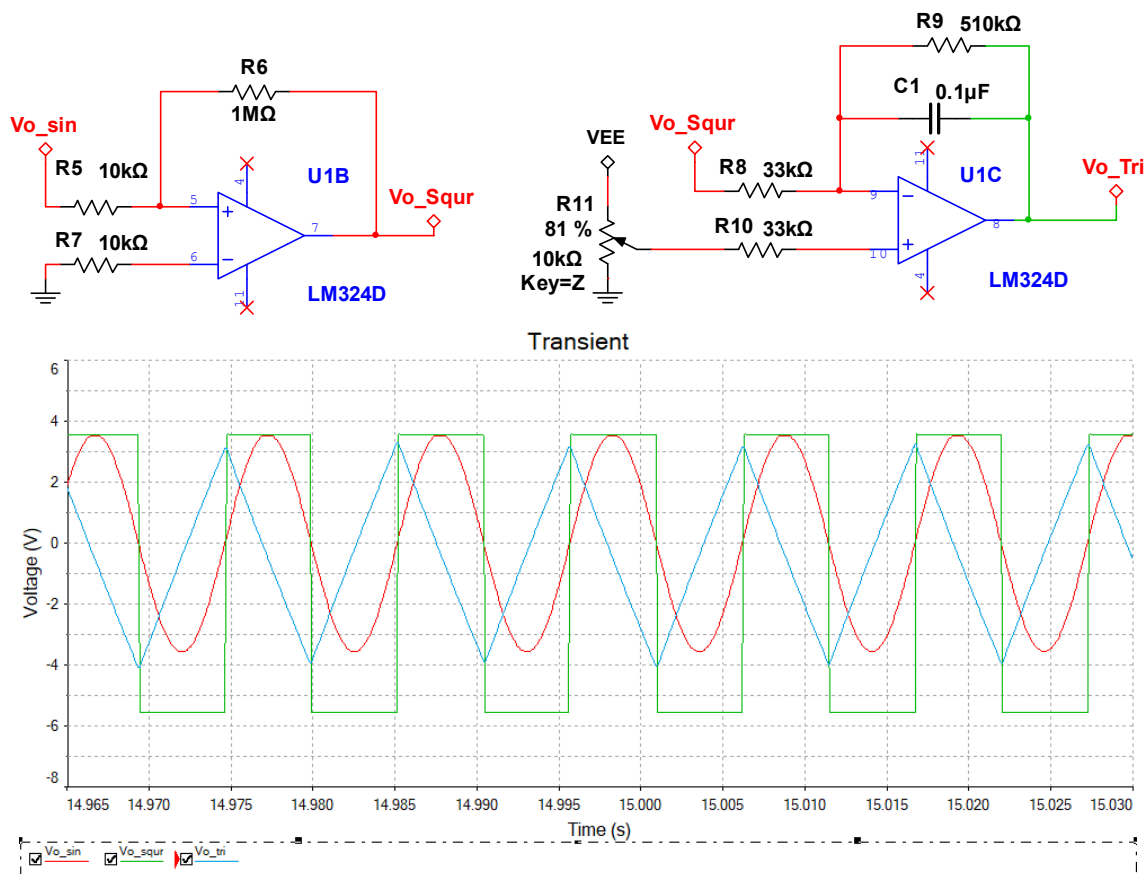 R6
1MΩ
Vo_sin
R5 10kΩ
4
U1B
5
7
Vo_Squr
R7 10kΩ
6
11
LM324D
R9 510kΩ
C1 0.1µF
VEE
Vo_Squr
R8 33kΩ
11
U1C
Vo_Tri
9
8
R11
81 %
10kΩ
Key=Z
R10 33kΩ
10
4
LM324D
Transient
Voltage (V)
6
4
2
0
-2
-4
-6
-8
14.965 14.970 14.975 14.980 14.985 14.990 14.995 15.000 15.005 15.010 15.015 15.020 15.025 15.030
Time (s)
Vo_sin Vo_squr Vo_tri